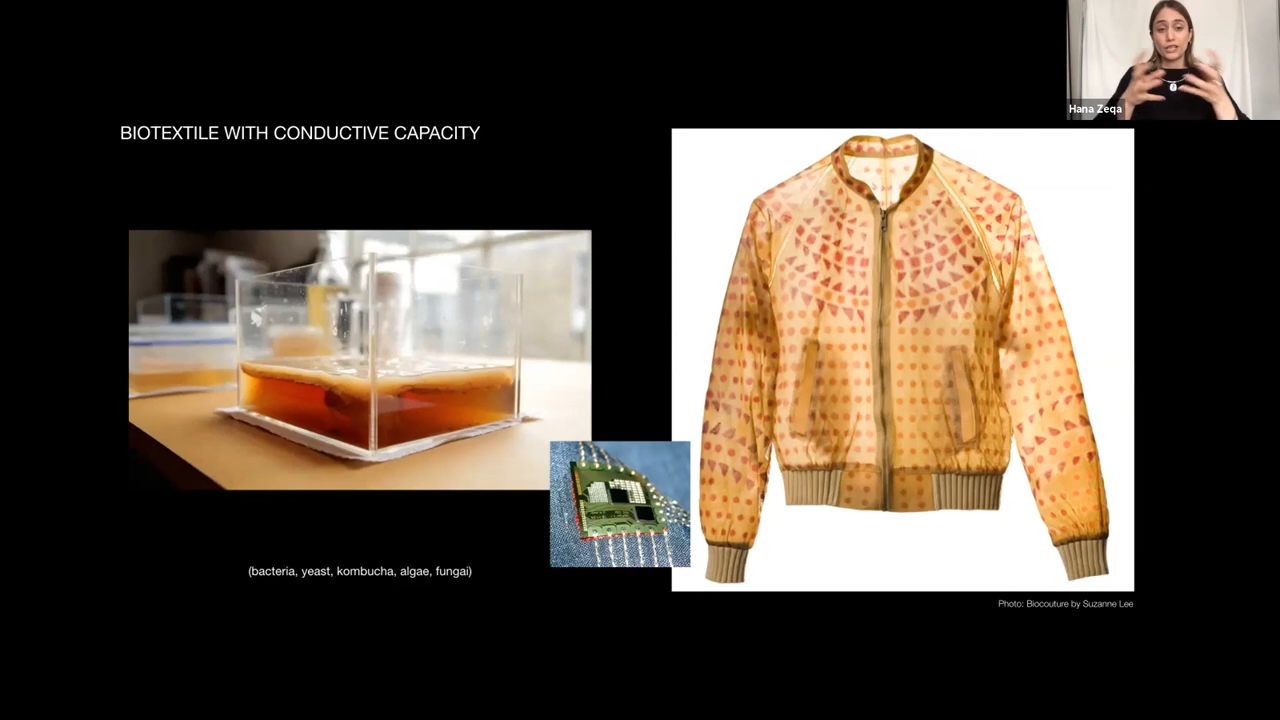 Hana Zeqa
BIOTEXTILE WITH CONDUCTIVE CAPACITY
(bacteria, yeast, kombucha, algae, fungai)
Photo: Biocouture by Suzanne Lee